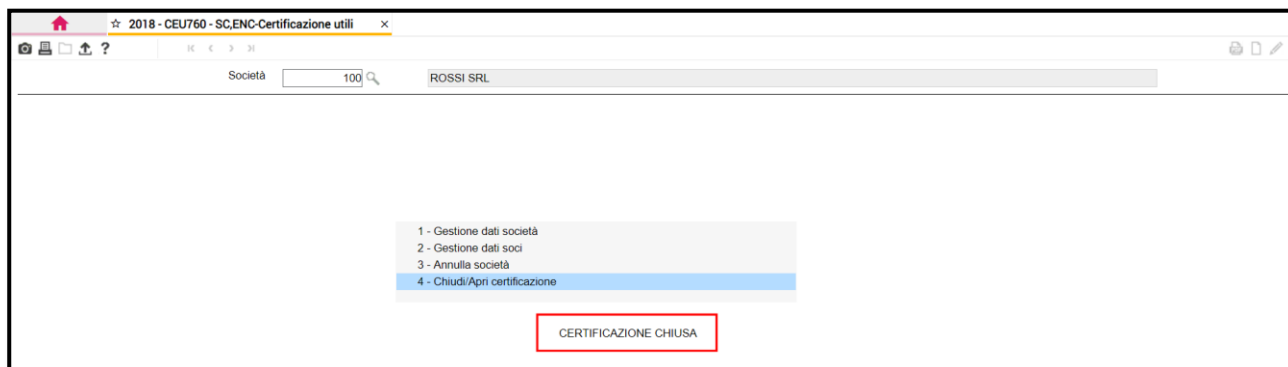 2018 - CEU760 - SC,ENC-Certificazione utili
Società 100 ROSSI SRL
1 - Gestione dati società
2 - Gestione dati soci
3 - Annulla società
4 - Chiudi/Apri certificazione
CERTIFICAZIONE CHIUSA